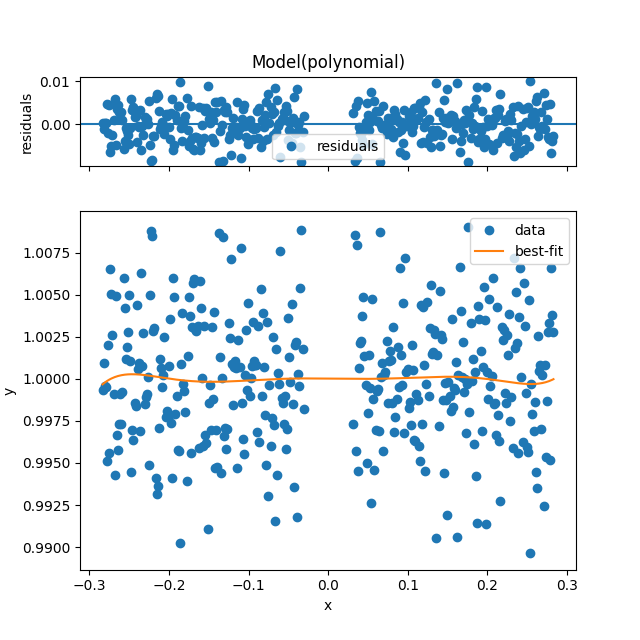 Model(polynomial)
0.01
0.00
residuals
residuals
data
best-fit
1.0075
1.0050
1.0025
1.0000
0.9975
0.9950
0.9925
0.9900
y
−0.3 −0.2 −0.1 0.0 0.1 0.2 0.3
x